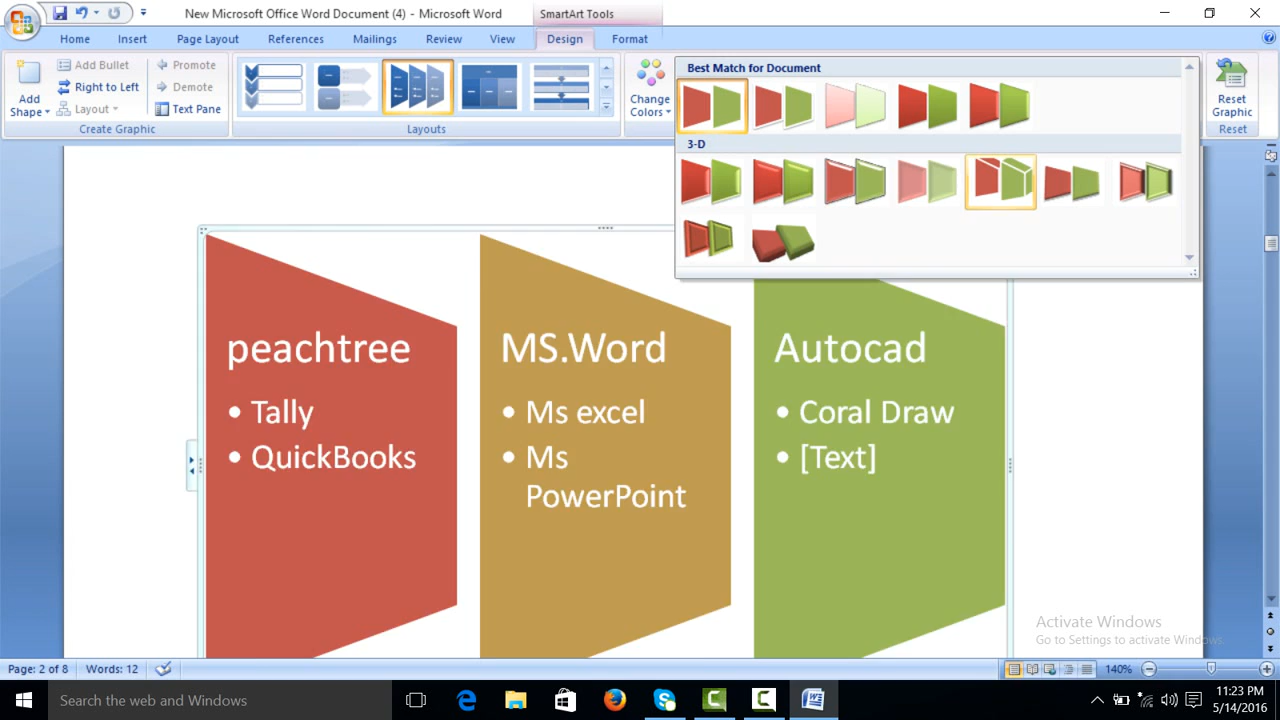 New Microsoft Office Word Document (4) - Microsoft Word
SmartArt Tools
Home
Insert
Page Layout
References
Mailings
Review
View
Design
Format
Add Shape
Add Bullet
Right to Left
Layout
Promote
Demote
Text Pane
Create Graphic
Layouts
Change Colors
Best Match for Document
3-D
Reset Graphic
Reset
peachtree
• Tally
• QuickBooks
MS.Word
• Ms excel
• Ms
PowerPoint
Autocad
• Coral Draw
• [Text]
Activate Windows
Go to Settings to activate Windows.
Page: 2 of 8
Words: 12
140%
Search the web and Windows
11:23 PM
5/14/2016